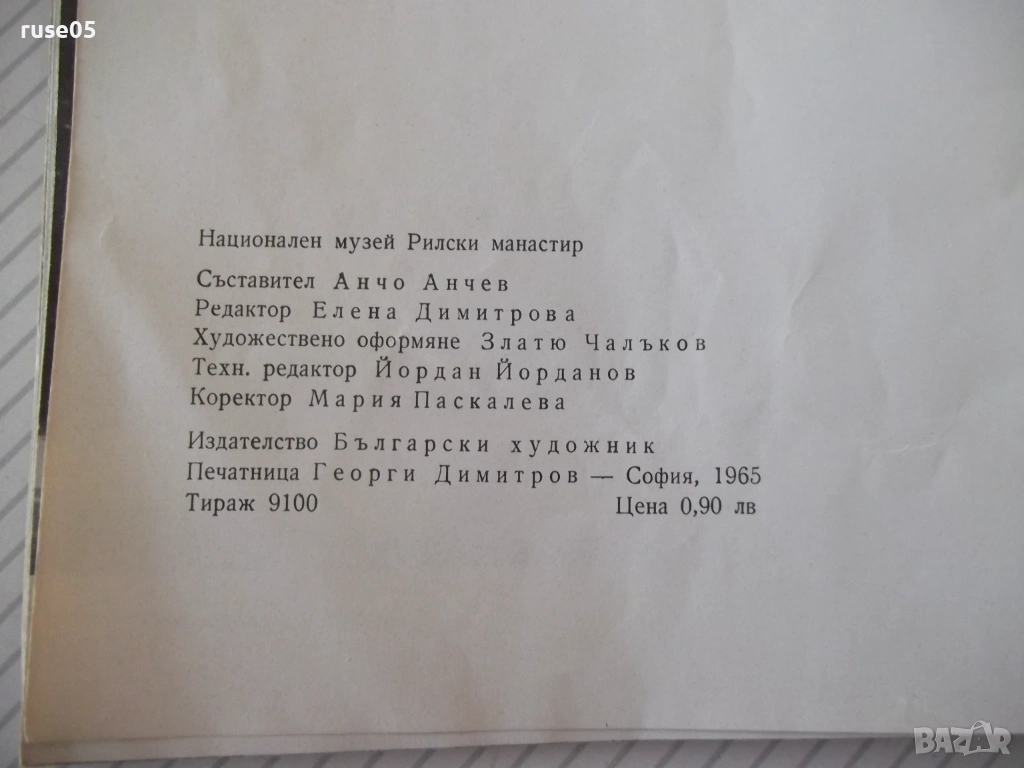 ruse05
Национален музей Рилски манастир
Съставител Анчо Анчев
Редактор Елена Димитрова
Художествено оформяне Златю Чалъков
Техн. редактор Йордан Йорданов
Коректор Мария Паскалева
Издателство Български художник
Печатница Георги Димитров — София, 1965
Тираж 9100 Цена 0,90 лв
BAZAR